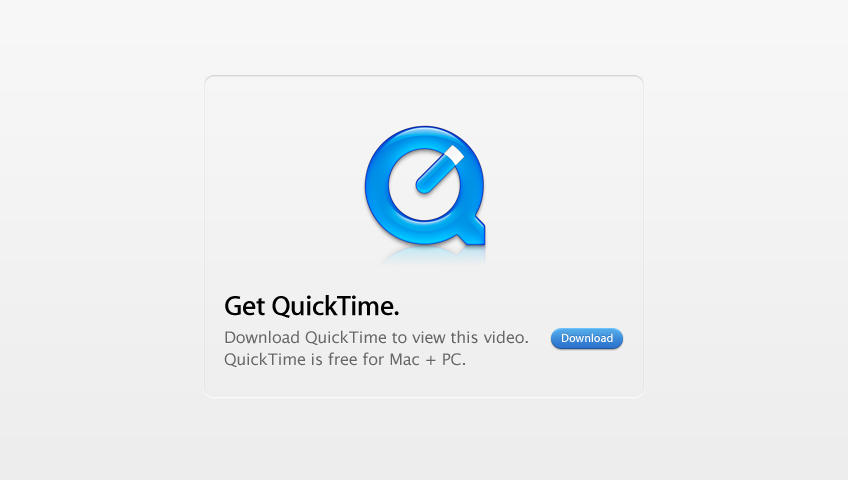 Get QuickTime.
Download QuickTime to view this video.
QuickTime is free for Mac + PC.
Download